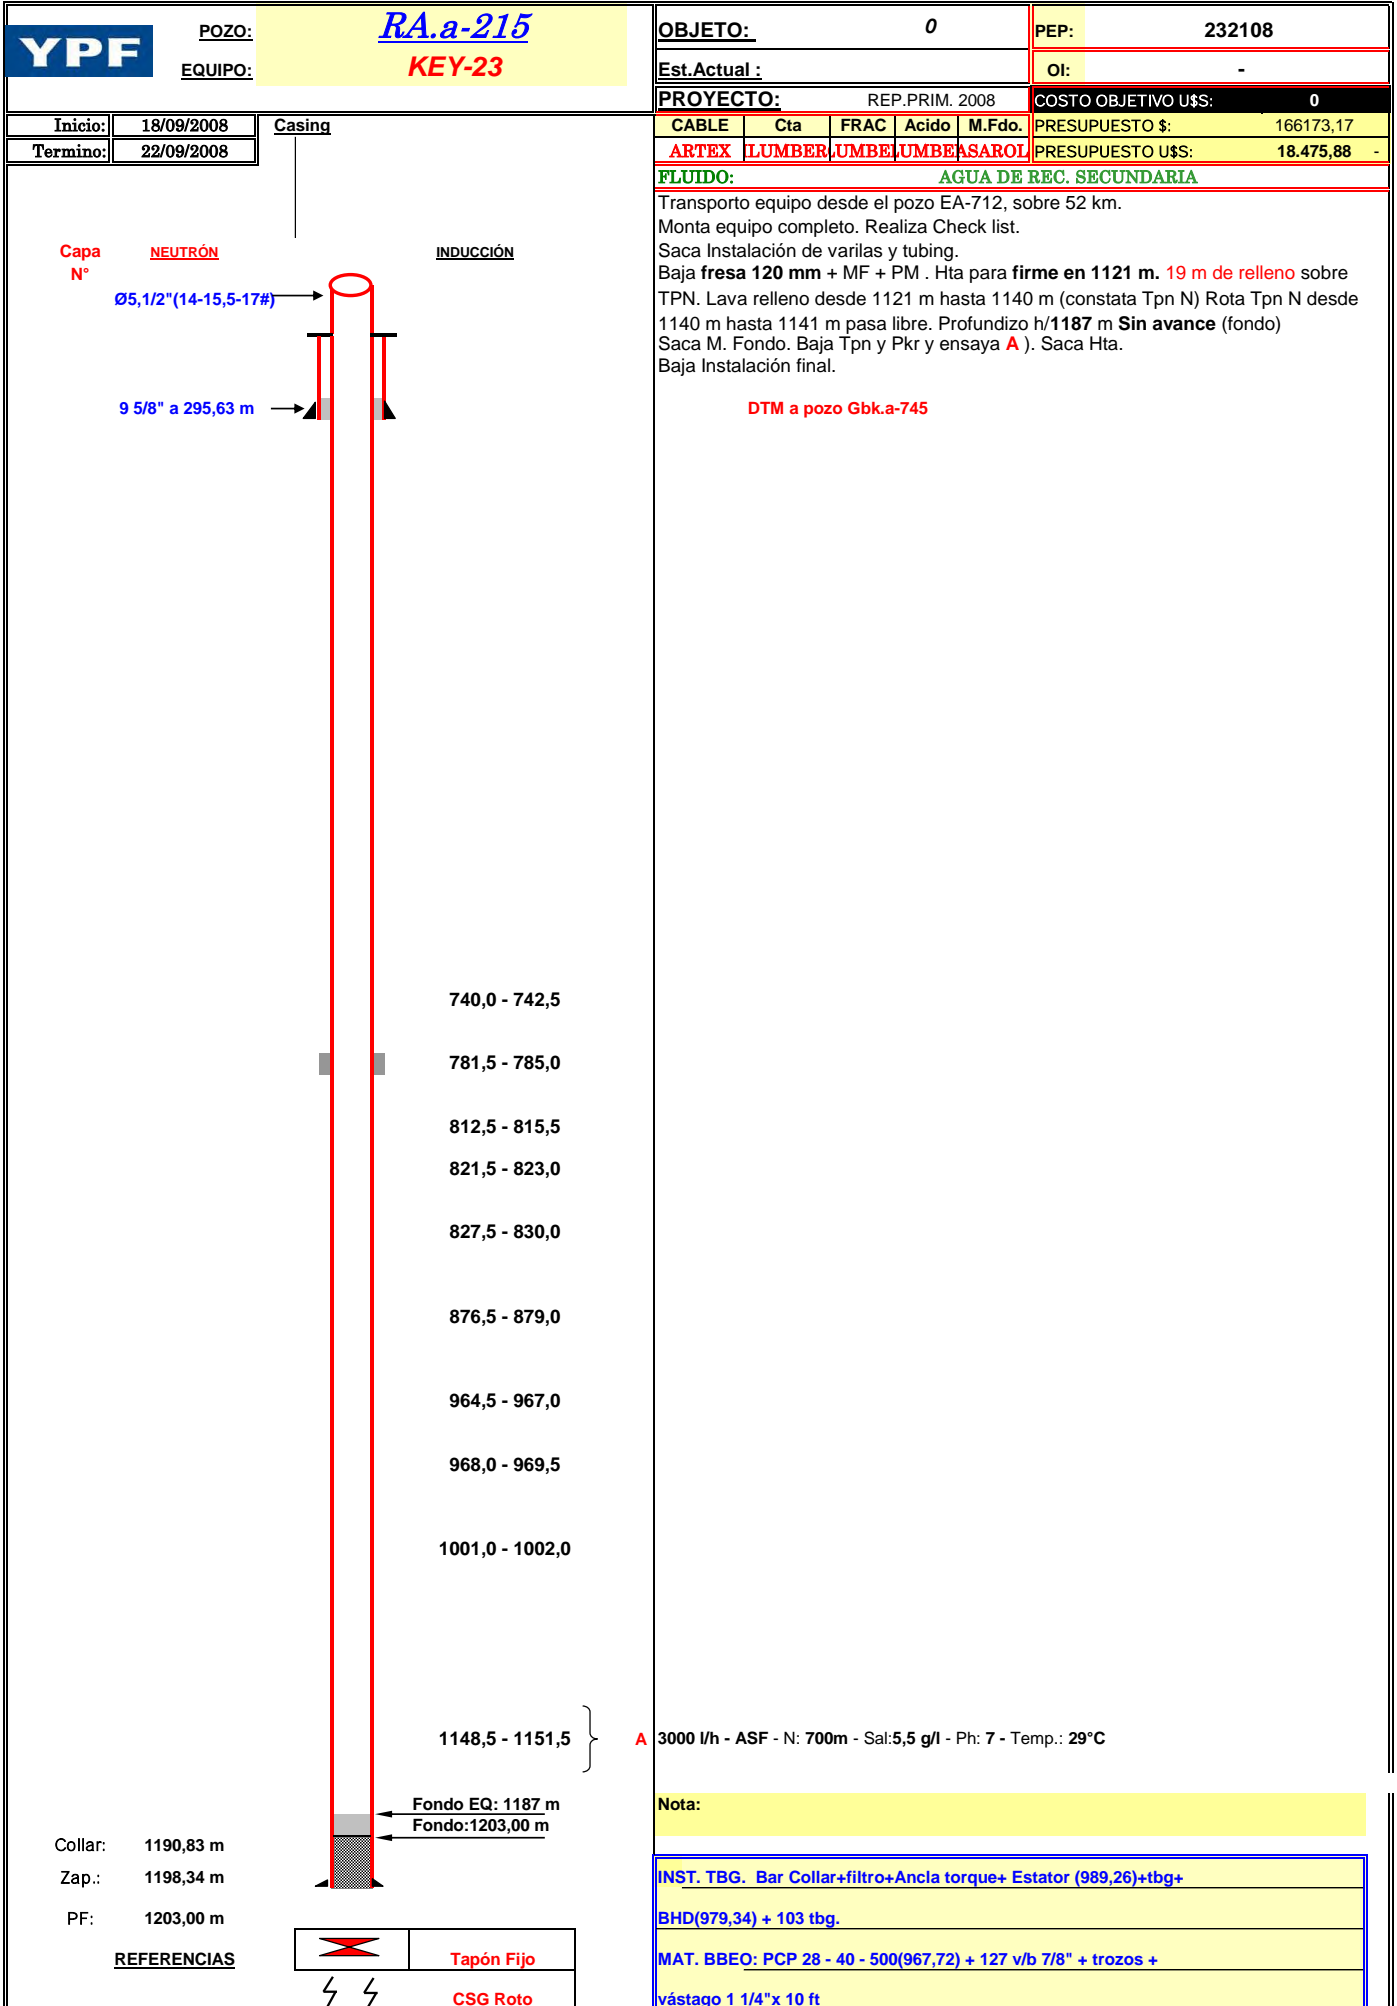 YPF
POZO: RA.a-215
EQUIPO: KEY-23
OBJETO: 0
PEP: 232108
Est.Actual :
OI: -
PROYECTO: REP.PRIM. 2008
COSTO OBJETIVO U$S: 0
Inicio: 18/09/2008
Casing
CABLE Cta FRAC Acido M.Fdo.
PRESUPUESTO $: 166173,17
Termino: 22/09/2008
ARTEX LUMBER UMBE UMBE ASAROL
PRESUPUESTO U$S: 18.475,88 -
FLUIDO: AGUA DE REC. SECUNDARIA
Transporto equipo desde el pozo EA-712, sobre 52 km.
Monta equipo completo. Realiza Check list.
Saca Instalación de varilas y tubing.
Baja fresa 120 mm + MF + PM . Hta para firme en 1121 m. 19 m de relleno sobre
TPN. Lava relleno desde 1121 m hasta 1140 m (constata Tpn N) Rota Tpn N desde
1140 m hasta 1141 m pasa libre. Profundizo h/1187 m Sin avance (fondo)
Saca M. Fondo. Baja Tpn y Pkr y ensaya A ). Saca Hta.
Baja Instalación final.
DTM a pozo Gbk.a-745
Capa
N°
NEUTRÓN
INDUCCIÓN
Ø5,1/2"(14-15,5-17#)
9 5/8" a 295,63 m
740,0 - 742,5
781,5 - 785,0
812,5 - 815,5
821,5 - 823,0
827,5 - 830,0
876,5 - 879,0
964,5 - 967,0
968,0 - 969,5
1001,0 - 1002,0
1148,5 - 1151,5 A 3000 l/h - ASF - N: 700m - Sal:5,5 g/l - Ph: 7 - Temp.: 29°C
Fondo EQ: 1187 m
Fondo:1203,00 m
Nota:
Collar: 1190,83 m
Zap.: 1198,34 m
PF: 1203,00 m
INST. TBG. Bar Collar+filtro+Ancla torque+ Estator (989,26)+tbg+
BHD(979,34) + 103 tbg.
MAT. BBEO: PCP 28 - 40 - 500(967,72) + 127 v/b 7/8" + trozos +
vástago 1 1/4"x 10 ft
REFERENCIAS
Tapón Fijo
CSG Roto